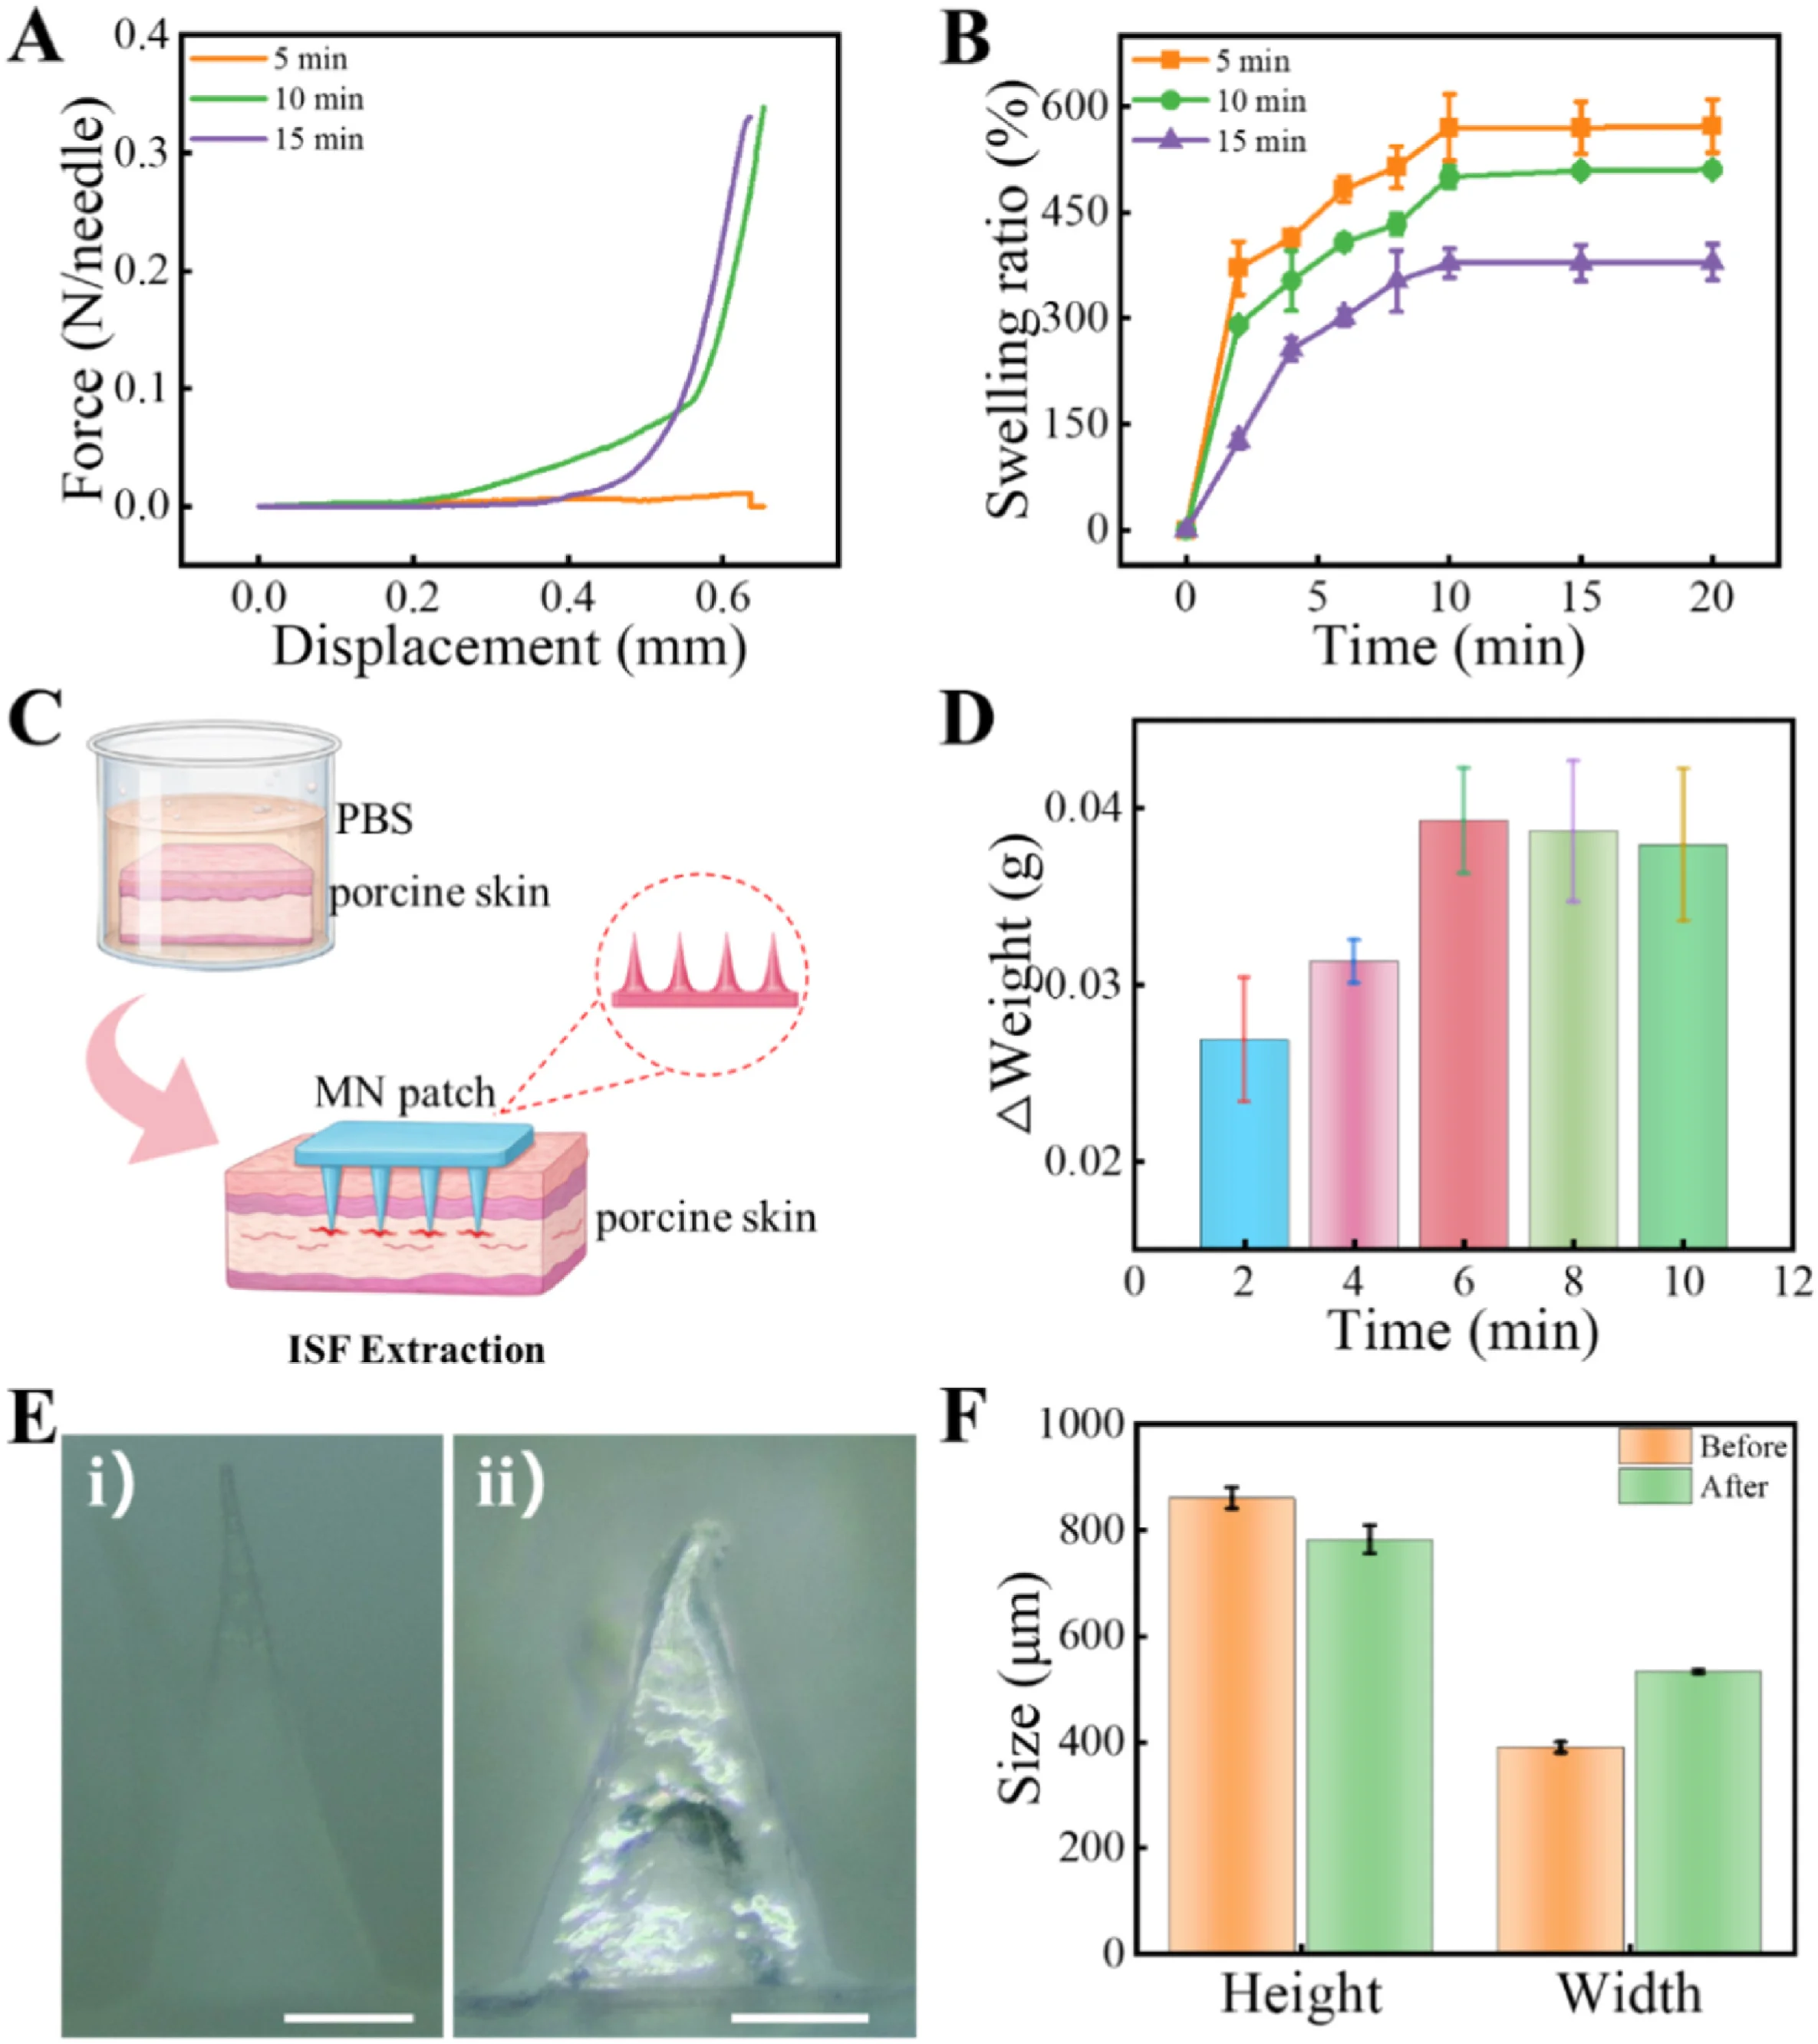 A
Force (N/needle)
0.4
0.3
0.2
0.1
0.0
5 min
10 min
15 min
0.0 0.2 0.4 0.6
Displacement (mm)
B
Swelling ratio (%)
600
450
300
150
0
5 min
10 min
15 min
0 5 10 15 20
Time (min)
C
PBS
porcine skin
MN patch
porcine skin
ISF Extraction
D
△Weight (g)
0.04
0.03
0.02
0 2 4 6 8 10 12
Time (min)
E
i)
ii)
F
Size (μm)
1000
800
600
400
200
0
Before
After
Height Width